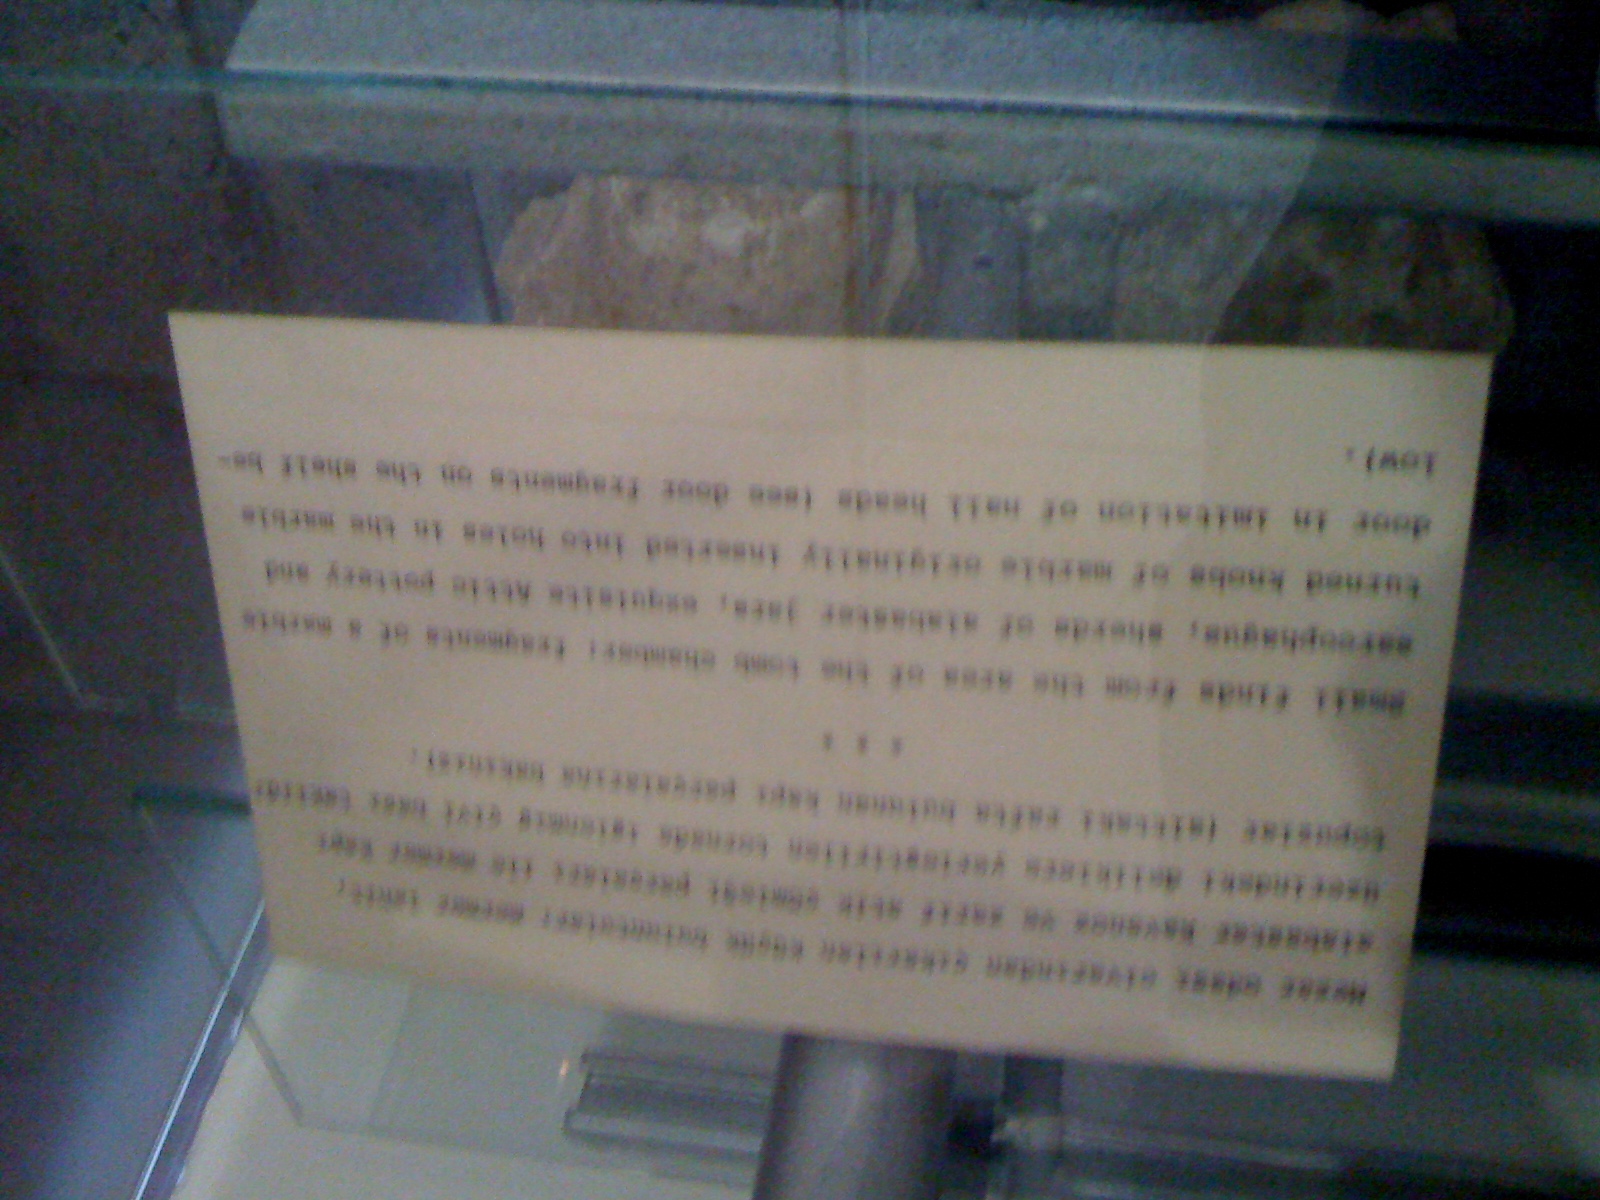 Mezar odası civarından çıkarılan küçük buluntular: mermer lahit,
alabaster kavanoz ve zarif atik çömleği parçaları ile mermer kapı
üzerindeki deliklere yerleştirilen tornada işlenmiş çivi başı taklidi
topuzlar (alttaki rafta bulunan kapı parçalarına bakınız).
Small finds from the area of the tomb chamber: fragments of a marble
sarcophagus, sherds of alabaster jars, exquisite Attic pottery and
turned knobs of marble originally inserted into holes in the marble
door in imitation of nail heads (see door fragments on the shelf be-
low).